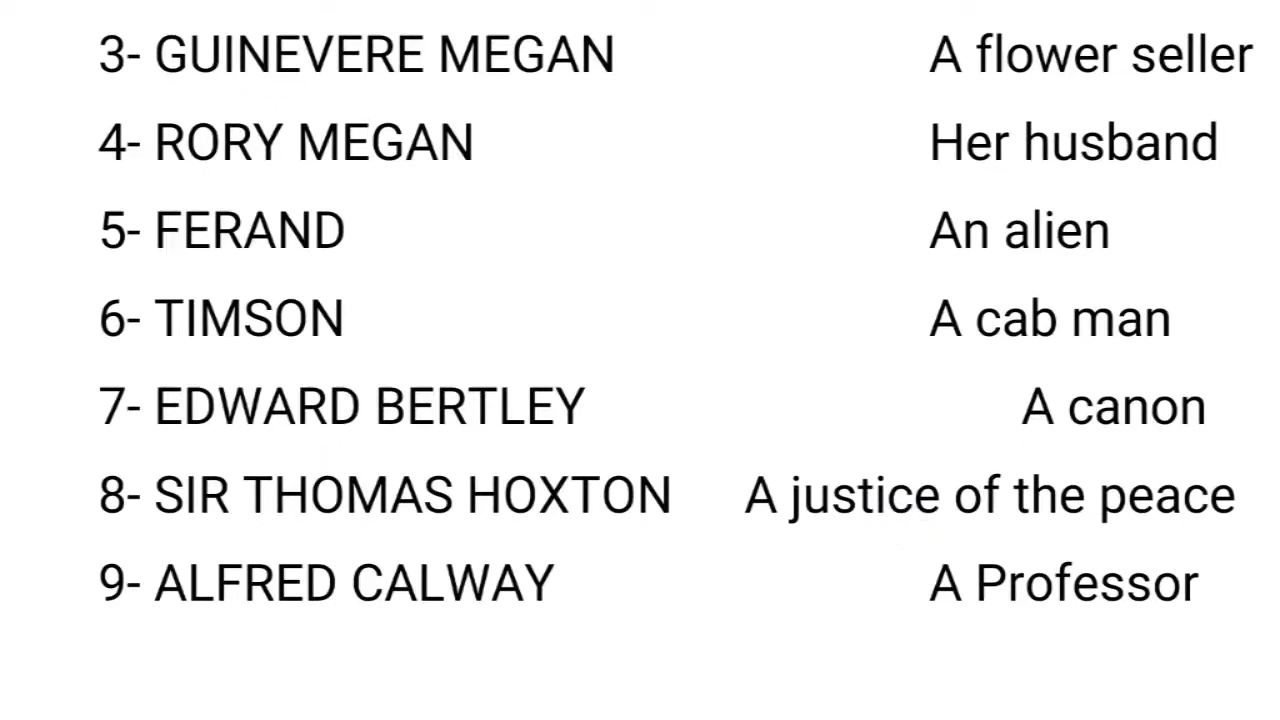 3- GUINEVERE MEGAN A flower seller
4- RORY MEGAN Her husband
5- FERAND An alien
6- TIMSON A cab man
7- EDWARD BERTLEY A canon
8- SIR THOMAS HOXTON A justice of the peace
9- ALFRED CALWAY A Professor